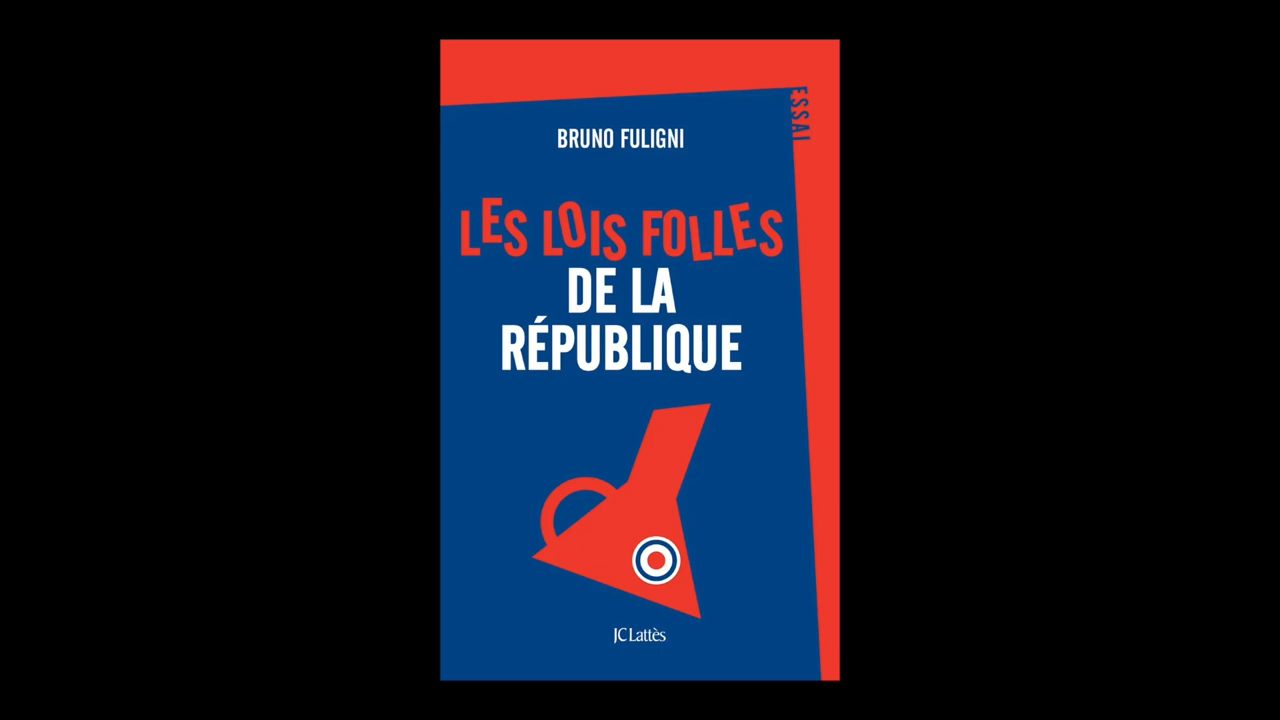 ESSAI
BRUNO FULIGNI
LES LOIS FOLLES
DE LA
RÉPUBLIQUE
JC Lattès